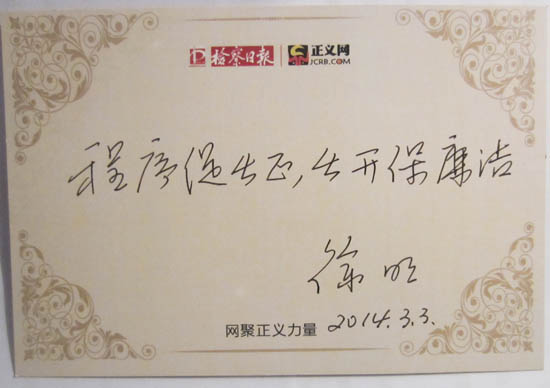 检察日报 正义网
JCRB.COM
程序促公正,公开保廉洁
徐明
网聚正义力量 2014.3.3.